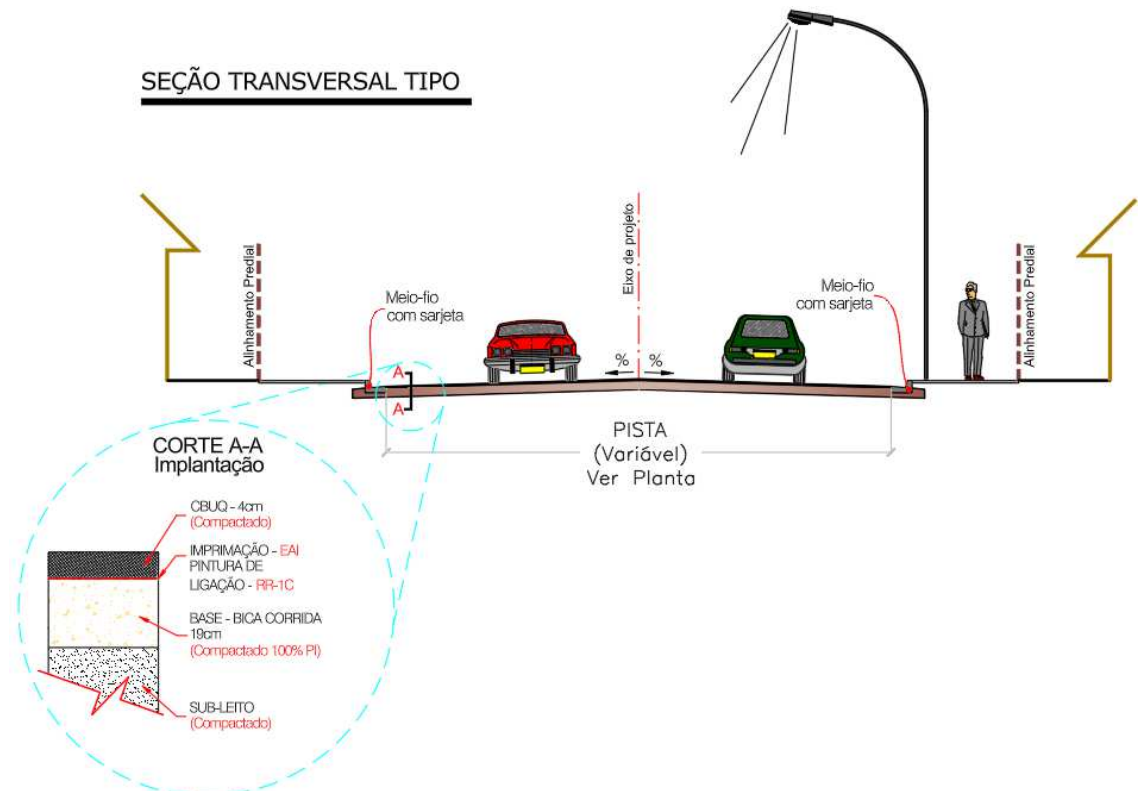 SEÇÃO TRANSVERSAL TIPO
Alinhamento Predial
Eixo de projeto
Alinhamento Predial
Meio-fio
com sarjeta
Meio-fio
com sarjeta
% %
A
A
PISTA
(Variável)
Ver Planta
CORTE A-A
Implantação
CBUQ - 4cm
(Compactado)
IMPRIMAÇÃO - EAI
PINTURA DE
LIGAÇÃO - RR-1C
BASE - BICA CORRIDA
19cm
(Compactado 100% PI)
SUB-LEITO
(Compactado)